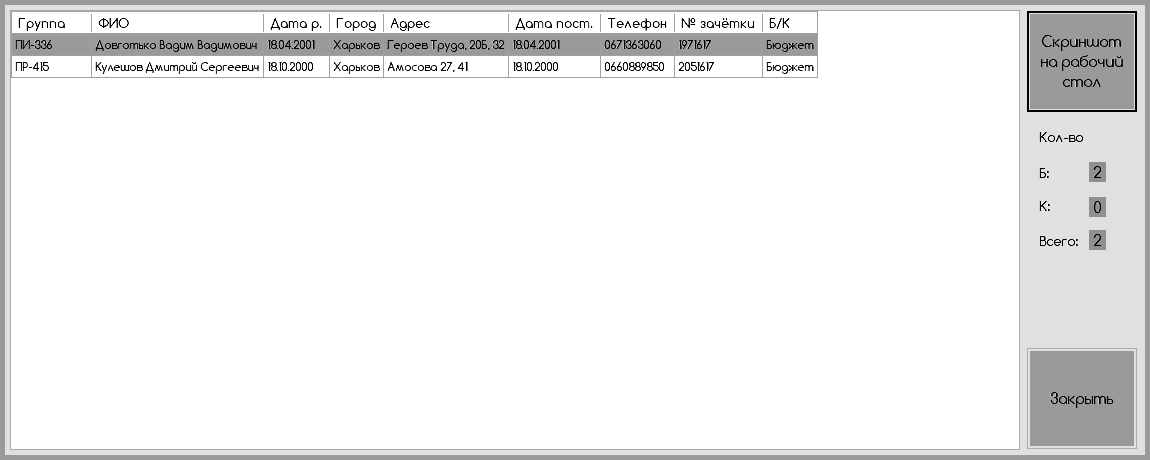 Группа ФИО Дата р. Город Адрес Дата пост. Телефон № зачётки Б/К
ПИ-336 Довготько Вадим Вадимович 18.04.2001 Харьков Героев Труда, 20Б, 32 18.04.2001 0671363060 1971617 Бюджет
ПР-415 Кулешов Дмитрий Сергеевич 18.10.2000 Харьков Амосова 27, 41 18.10.2000 0660889850 2051617 Бюджет
Скриншот
на рабочий
стол
Кол-во
Б: 2
К: 0
Всего: 2
Закрыть